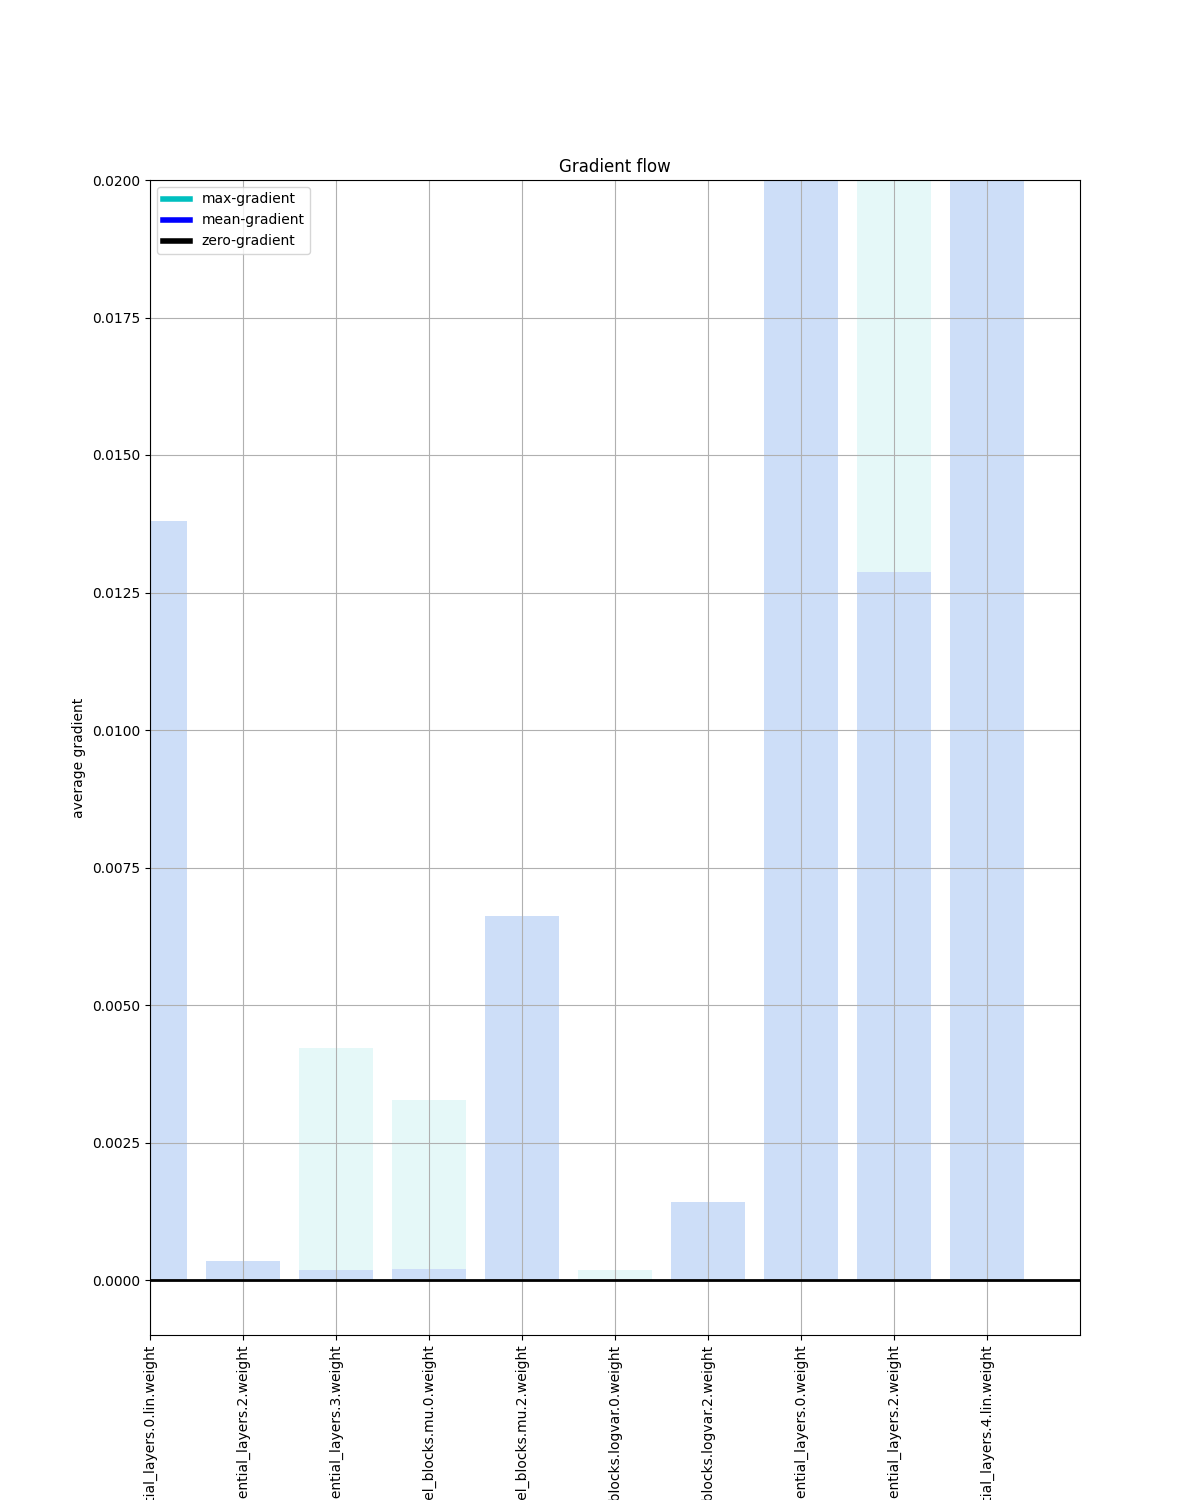 Gradient flow
max-gradient
mean-gradient
zero-gradient
0.0200
0.0175
0.0150
0.0125
0.0100
0.0075
0.0050
0.0025
0.0000
average gradient
tial_layers.0.lin.weight
ential_layers.2.weight
ential_layers.3.weight
el_blocks.mu.0.weight
el_blocks.mu.2.weight
blocks.logvar.0.weight
blocks.logvar.2.weight
ential_layers.0.weight
ential_layers.2.weight
tial_layers.4.lin.weight